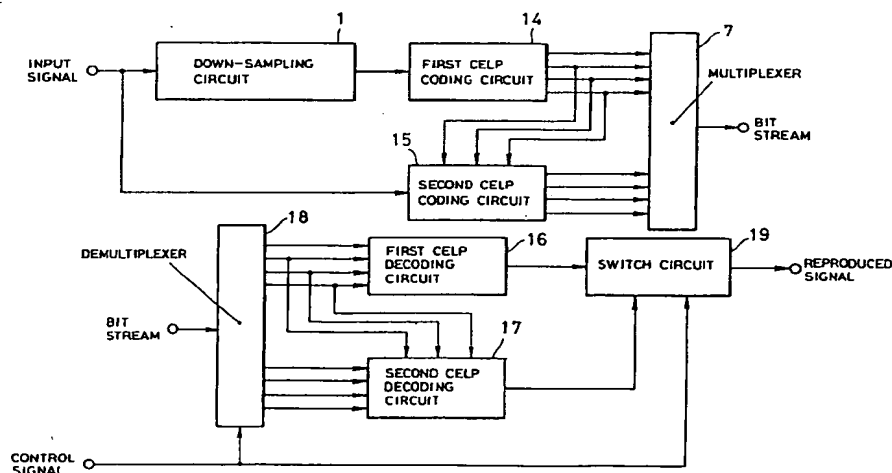 1
14
7
INPUT
SIGNAL
DOWN-SAMPLING
CIRCUIT
FIRST CELP
CODING CIRCUIT
MULTIPLEXER
BIT
STREAM
15
SECOND CELP
CODING CIRCUIT
18
DEMULTIPLEXER
FIRST CELP
DECODING
CIRCUIT
16
SWITCH CIRCUIT
19
REPRODUCED
SIGNAL
BIT
STREAM
17
SECOND CELP
DECODING
CIRCUIT
CONTROL
SIGNAL